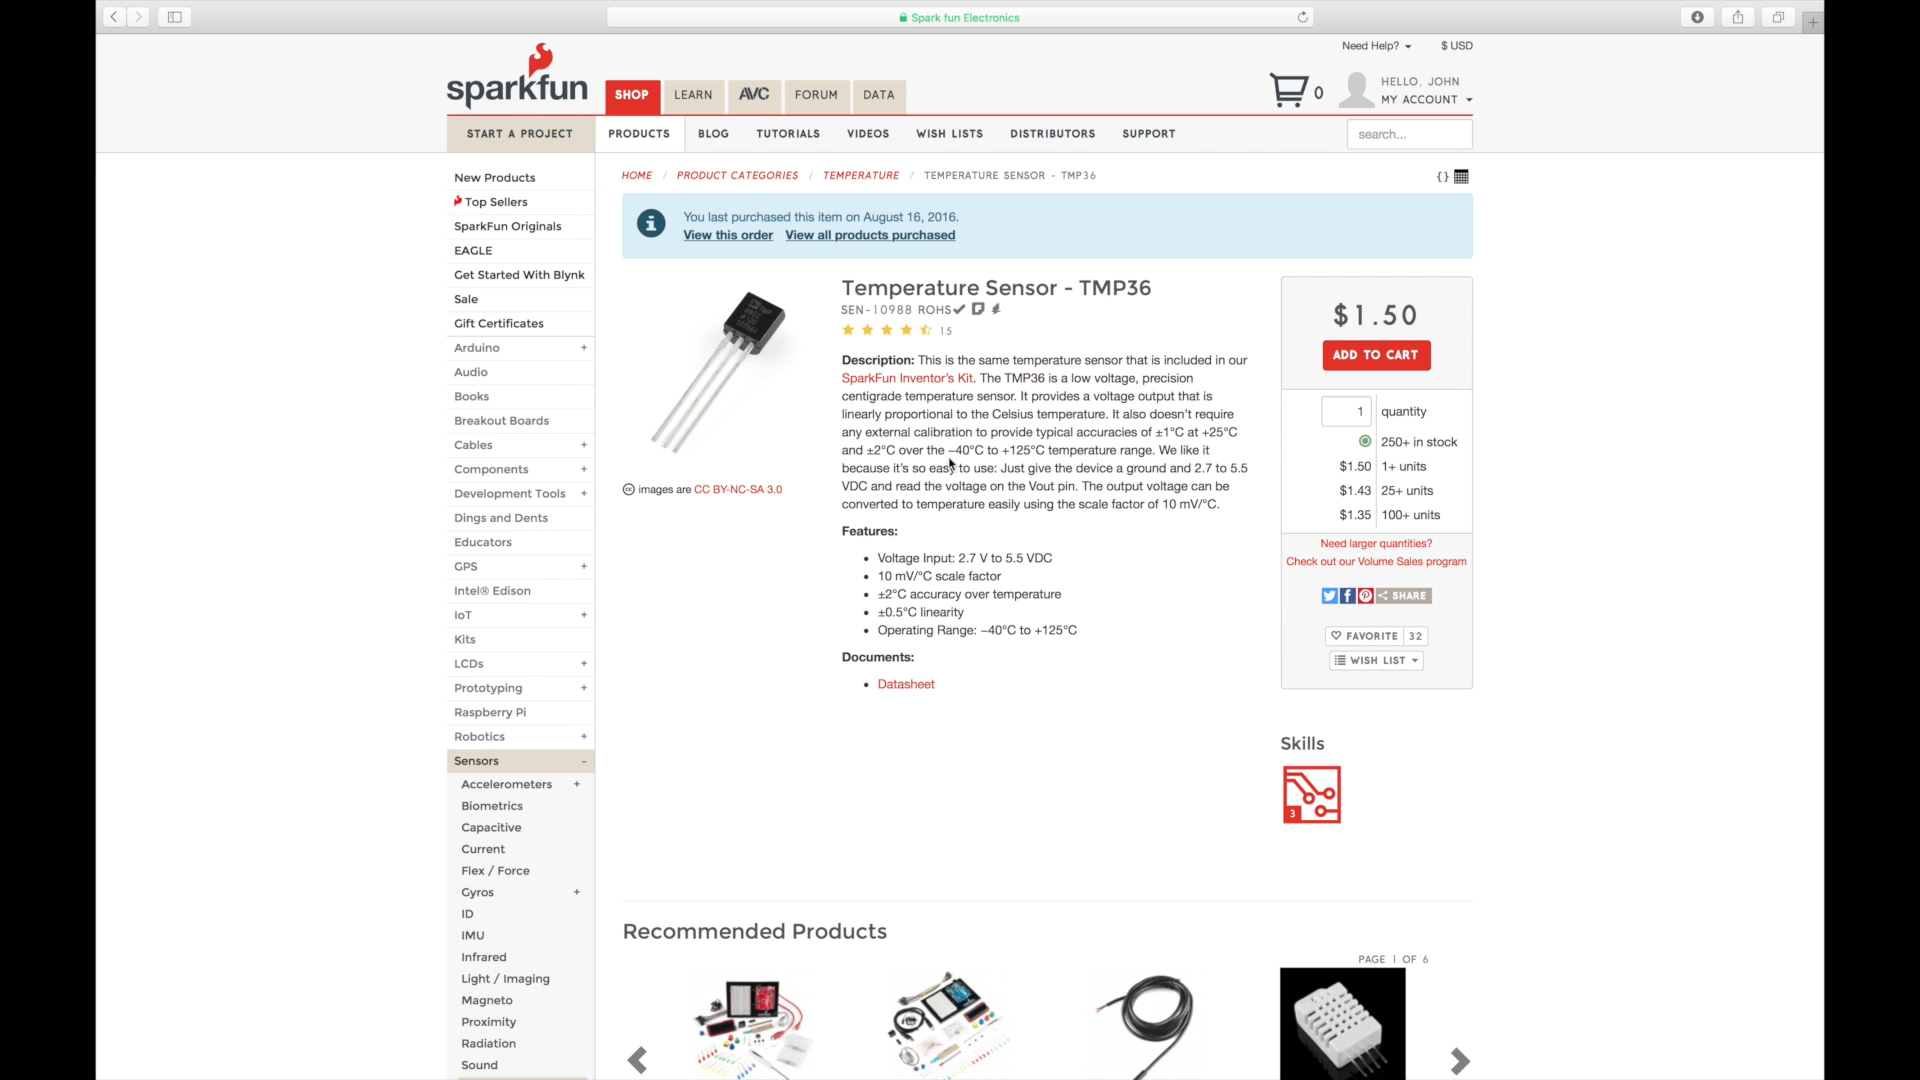 Spark fun Electronics
Need Help?
$ USD
sparkfun
SHOP
LEARN
AVC
FORUM
DATA
0
HELLO, JOHN
MY ACCOUNT
START A PROJECT
PRODUCTS
BLOG
TUTORIALS
VIDEOS
WISH LISTS
DISTRIBUTORS
SUPPORT
search...
New Products
Top Sellers
SparkFun Originals
EAGLE
Get Started With Blynk
Sale
Gift Certificates
Arduino +
Audio
Books
Breakout Boards
Cables +
Components +
Development Tools +
Dings and Dents
Educators
GPS +
Intel® Edison
IoT +
Kits
LCDs +
Prototyping +
Raspberry Pi
Robotics +
Sensors –
Accelerometers +
Biometrics
Capacitive
Current
Flex / Force
Gyros +
ID
IMU
Infrared
Light / Imaging
Magneto
Proximity
Radiation
Sound
HOME / PRODUCT CATEGORIES / TEMPERATURE / TEMPERATURE SENSOR - TMP36
{}
You last purchased this item on August 16, 2016.
View this order View all products purchased
cc images are CC BY-NC-SA 3.0
Temperature Sensor - TMP36
SEN-10988 ROHS✓
15
Description: This is the same temperature sensor that is included in our
SparkFun Inventor's Kit. The TMP36 is a low voltage, precision
centigrade temperature sensor. It provides a voltage output that is
linearly proportional to the Celsius temperature. It also doesn't require
any external calibration to provide typical accuracies of ±1°C at +25°C
and ±2°C over the −40°C to +125°C temperature range. We like it
because it's so easy to use: Just give the device a ground and 2.7 to 5.5
VDC and read the voltage on the Vout pin. The output voltage can be
converted to temperature easily using the scale factor of 10 mV/°C.
Features:
• Voltage Input: 2.7 V to 5.5 VDC
• 10 mV/°C scale factor
• ±2°C accuracy over temperature
• ±0.5°C linearity
• Operating Range: −40°C to +125°C
Documents:
• Datasheet
$1.50
ADD TO CART
1 quantity
250+ in stock
$1.50 1+ units
$1.43 25+ units
$1.35 100+ units
Need larger quantities?
Check out our Volume Sales program
SHARE
FAVORITE 32
WISH LIST
Skills
3
Recommended Products
PAGE 1 OF 6